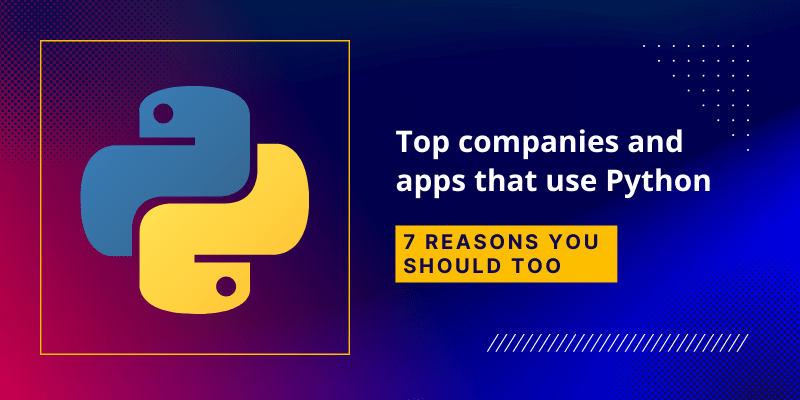 Top companies and
apps that use Python
7 REASONS YOU
SHOULD TOO